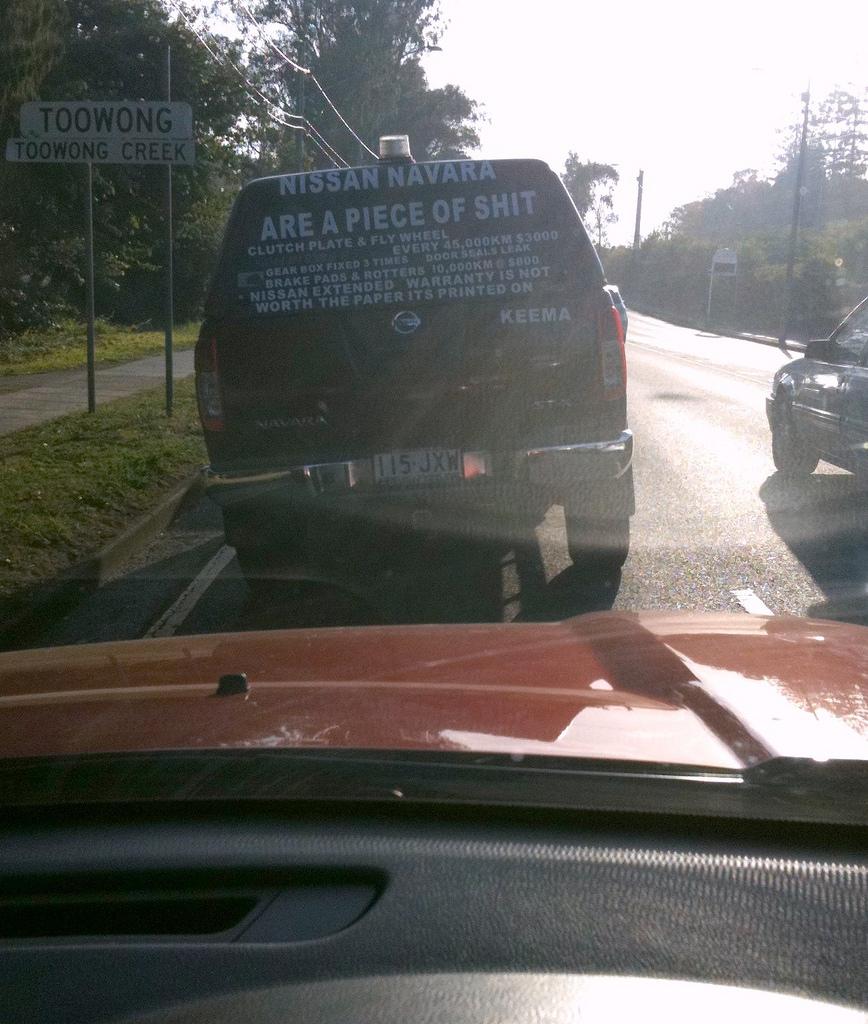 TOOWONG
TOOWONG CREEK
NISSAN NAVARA
ARE A PIECE OF SHIT
CLUTCH PLATE & FLY WHEEL
EVERY 45,000KM $3000
GEAR BOX FIXED 3 TIMES DOOR SEALS LEAK
BRAKE PADS & ROTTERS 10,000KM @ $800
NISSAN EXTENDED WARRANTY IS NOT
WORTH THE PAPER ITS PRINTED ON
KEEMA
NAVARA
115·JXW